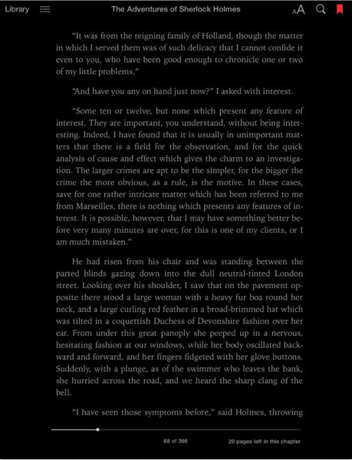 Library The Adventures of Sherlock Holmes AA
“It was from the reigning family of Holland, though the matter
in which I served them was of such delicacy that I cannot confide it
even to you, who have been good enough to chronicle one or two
of my little problems.”
“And have you any on hand just now?” I asked with interest.
“Some ten or twelve, but none which present any feature of
interest. They are important, you understand, without being inter-
esting. Indeed, I have found that it is usually in unimportant mat-
ters that there is a field for the observation, and for the quick
analysis of cause and effect which gives the charm to an investiga-
tion. The larger crimes are apt to be the simpler, for the bigger the
crime the more obvious, as a rule, is the motive. In these cases,
save for one rather intricate matter which has been referred to me
from Marseilles, there is nothing which presents any features of in-
terest. It is possible, however, that I may have something better be-
fore very many minutes are over, for this is one of my clients, or I
am much mistaken.”
He had risen from his chair and was standing between the
parted blinds gazing down into the dull neutral-tinted London
street. Looking over his shoulder, I saw that on the pavement op-
posite there stood a large woman with a heavy fur boa round her
neck, and a large curling red feather in a broad-brimmed hat which
was tilted in a coquettish Duchess of Devonshire fashion over her
ear. From under this great panoply she peeped up in a nervous,
hesitating fashion at our windows, while her body oscillated back-
ward and forward, and her fingers fidgeted with her glove buttons.
Suddenly, with a plunge, as of the swimmer who leaves the bank,
she hurried across the road, and we heard the sharp clang of the
bell.
“I have seen those symptoms before,” said Holmes, throwing
68 of 366 20 pages left in this chapter